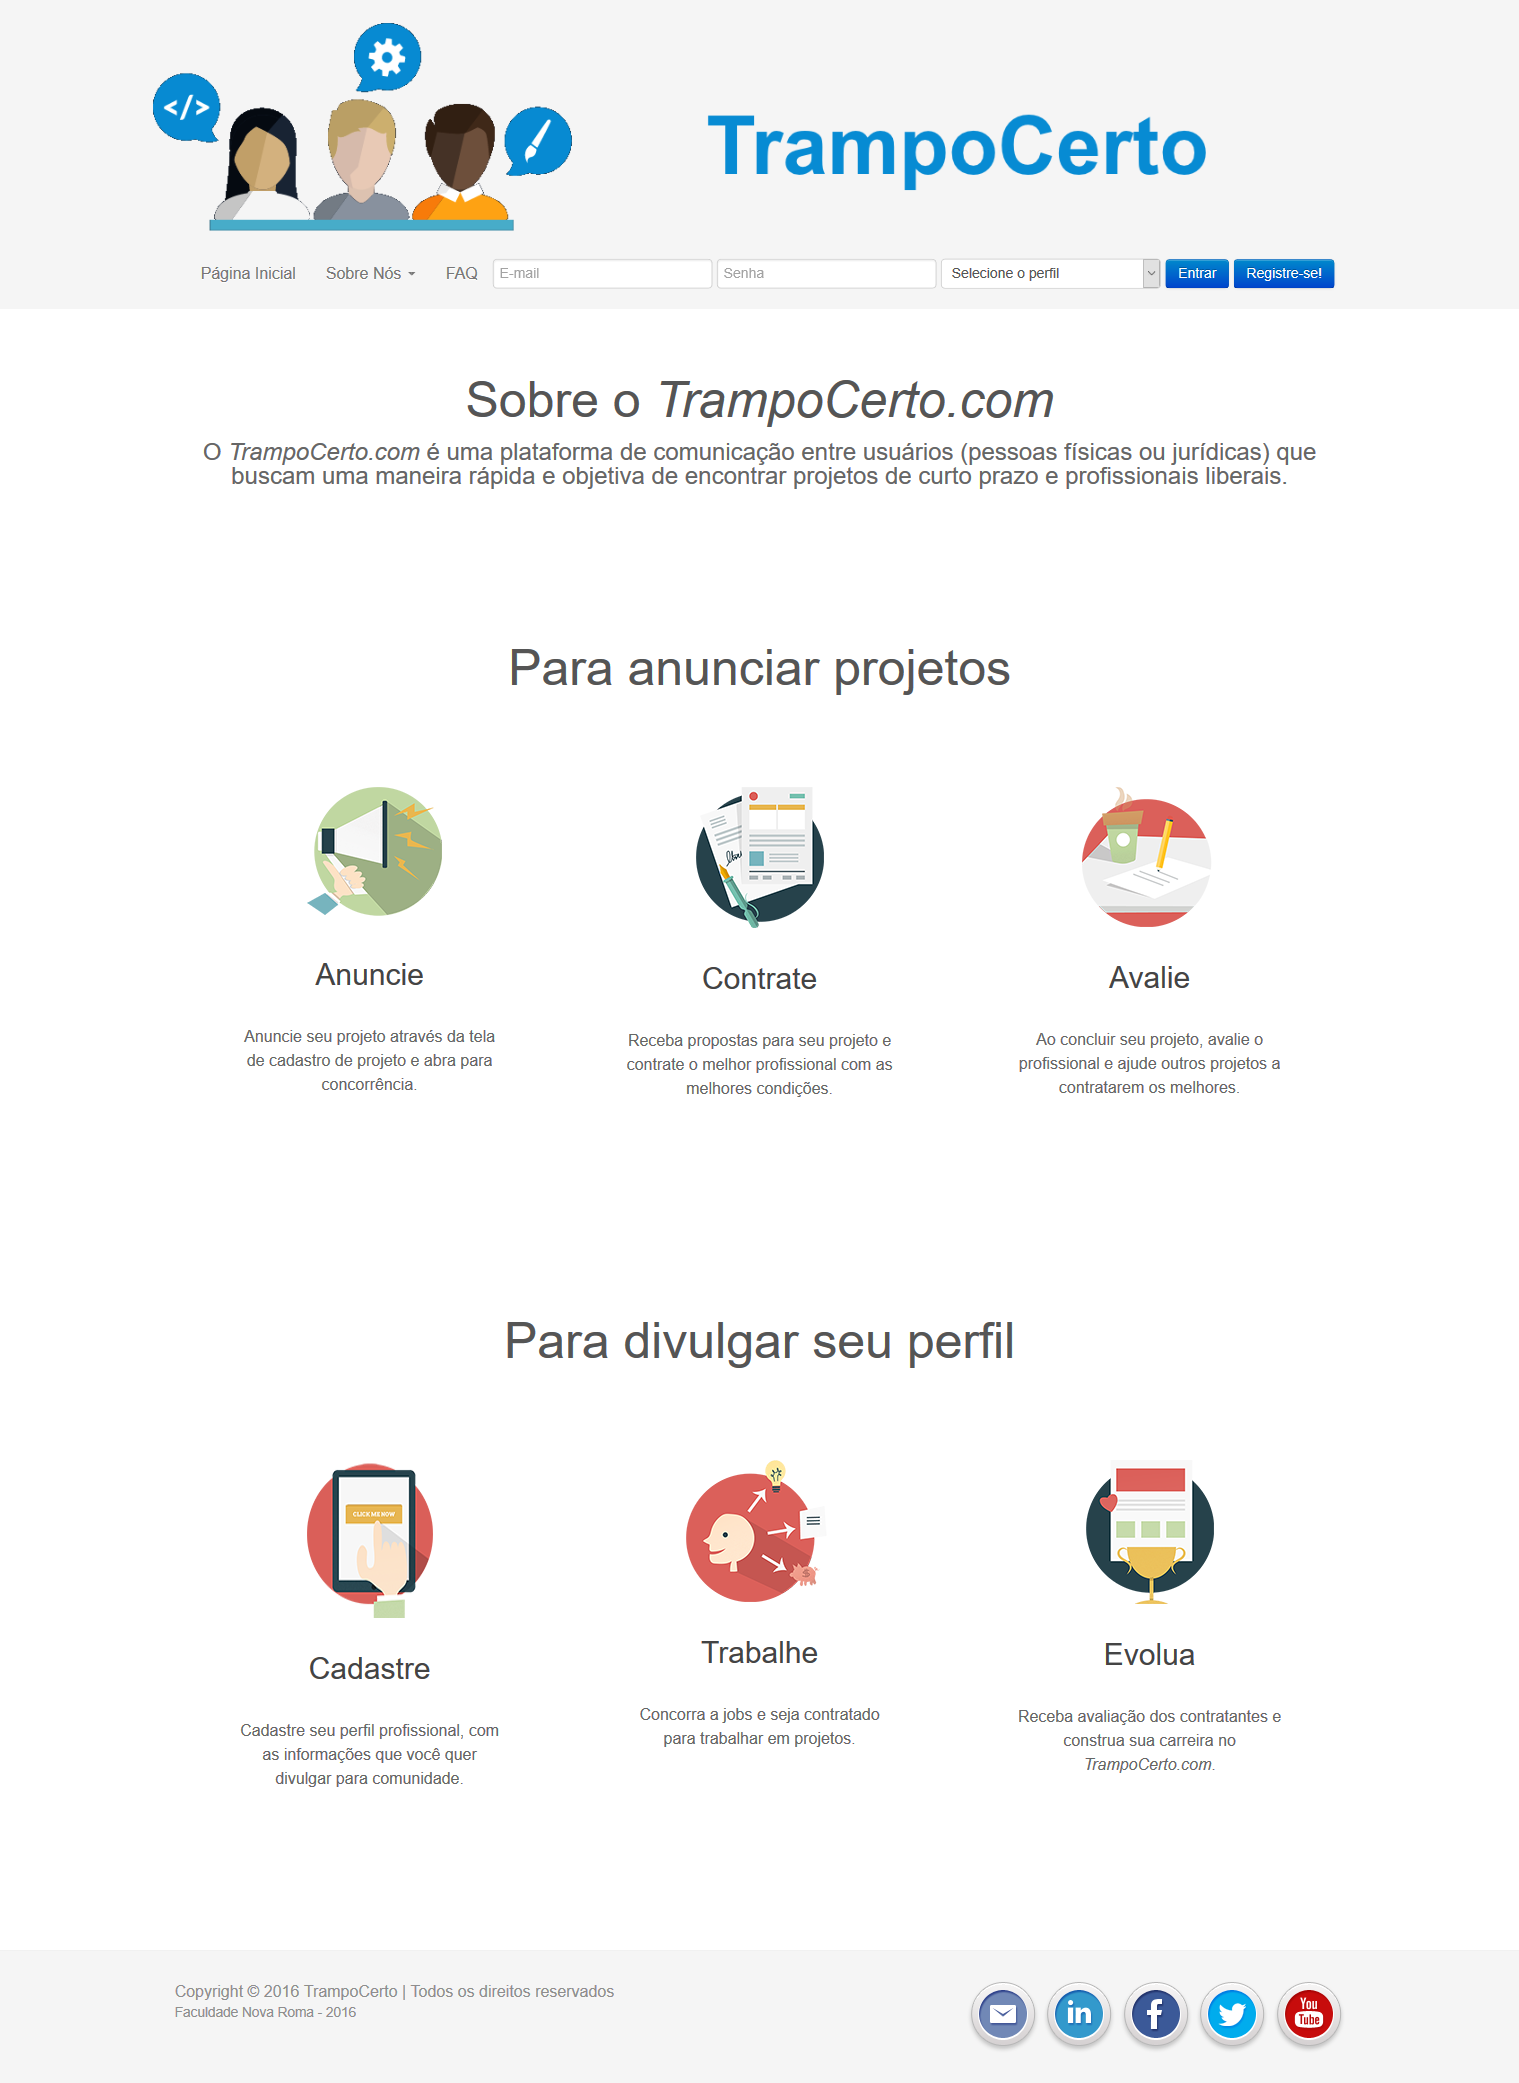 </>
TrampoCerto
Página Inicial Sobre Nós FAQ E-mail Senha Selecione o perfil Entrar Registre-se!
Sobre o TrampoCerto.com
O TrampoCerto.com é uma plataforma de comunicação entre usuários (pessoas físicas ou jurídicas) que
buscam uma maneira rápida e objetiva de encontrar projetos de curto prazo e profissionais liberais.
Para anunciar projetos
Anuncie
Anuncie seu projeto através da tela
de cadastro de projeto e abra para
concorrência.
Contrate
Receba propostas para seu projeto e
contrate o melhor profissional com as
melhores condições.
Avalie
Ao concluir seu projeto, avalie o
profissional e ajude outros projetos a
contratarem os melhores.
Para divulgar seu perfil
CLICK ME NOW
Cadastre
Cadastre seu perfil profissional, com
as informações que você quer
divulgar para comunidade.
$
Trabalhe
Concorra a jobs e seja contratado
para trabalhar em projetos.
Evolua
Receba avaliação dos contratantes e
construa sua carreira no
TrampoCerto.com.
Copyright © 2016 TrampoCerto | Todos os direitos reservados
Faculdade Nova Roma - 2016
in
f
You
Tube